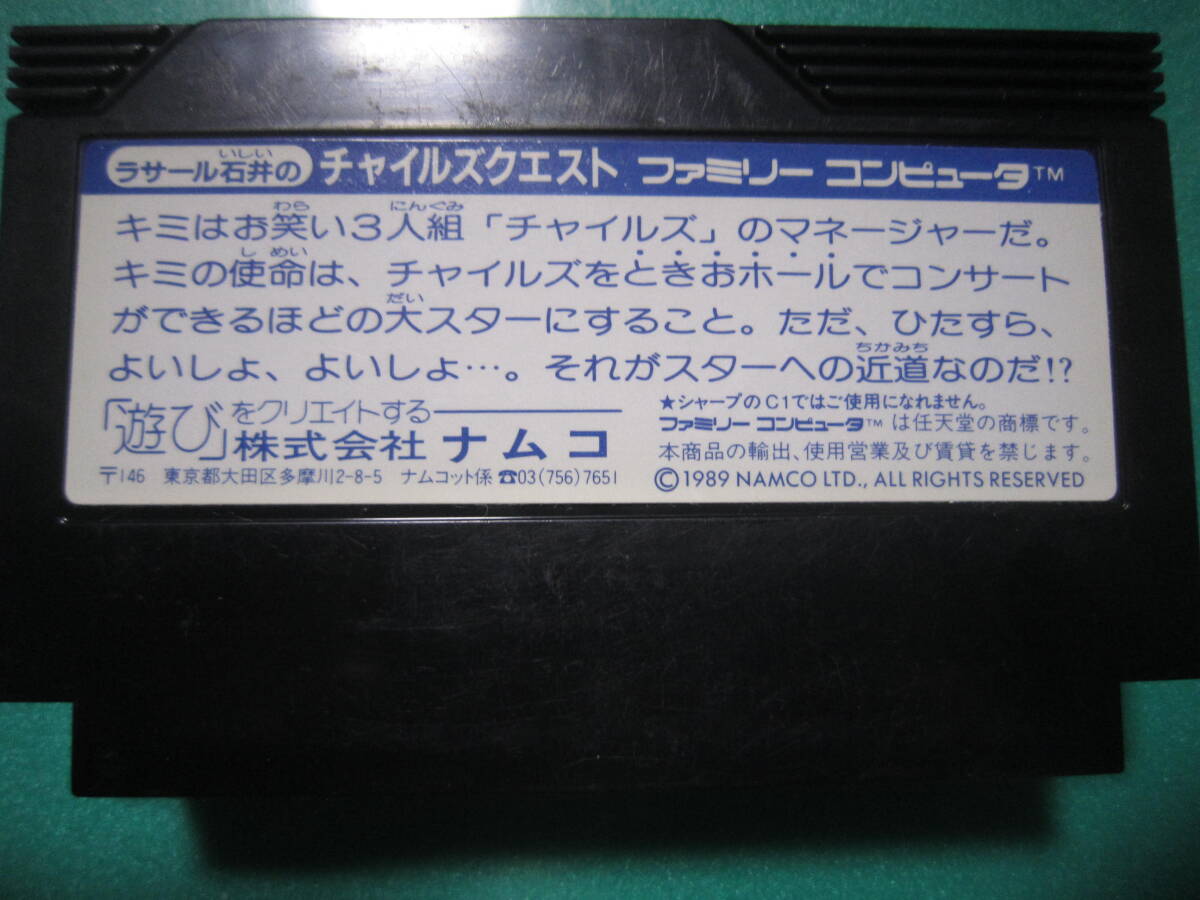 ラサール石井の チャイルズクエスト ファミリー コンピュータ™
キミはお笑い3人組「チャイルズ」のマネージャーだ。
キミの使命は、チャイルズをときおホールでコンサート
ができるほどの大スターにすること。ただ、ひたすら、
よいしょ、よいしょ…。それがスターへの近道なのだ!?
「遊び」をクリエイトする
株式会社 ナムコ
〒146 東京都大田区多摩川2-8-5 ナムコット係 ☎03(756)7651
★シャープのC1ではご使用になれません。
ファミリー コンピュータ™ は任天堂の商標です。
本商品の輸出、使用営業及び賃貸を禁じます。
©1989 NAMCO LTD., ALL RIGHTS RESERVED